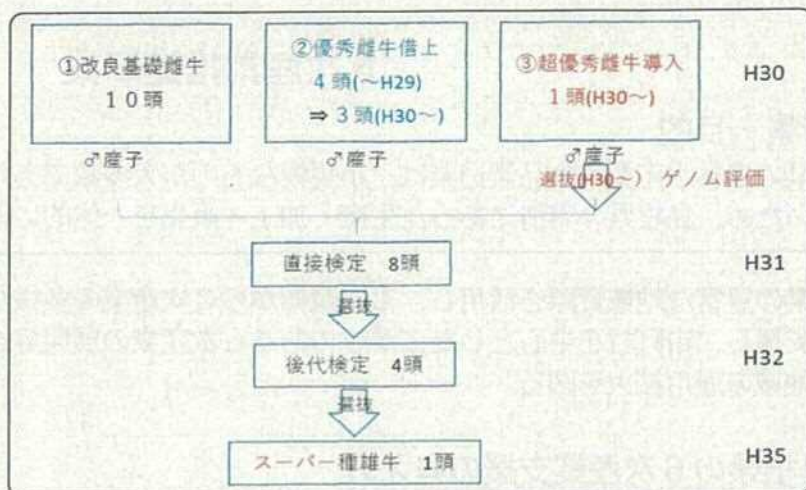 ①改良基礎雌牛
10頭
②優秀雌牛借上
4頭(~H29)
⇒ 3頭(H30~)
③超優秀雌牛導入
1頭(H30~)
H30
♂産子
♂産子
♂産子
選抜(H30~) ゲノム評価
直接検定 8頭
H31
選抜
後代検定 4頭
H32
選抜
スーパー種雄牛 1頭
H35